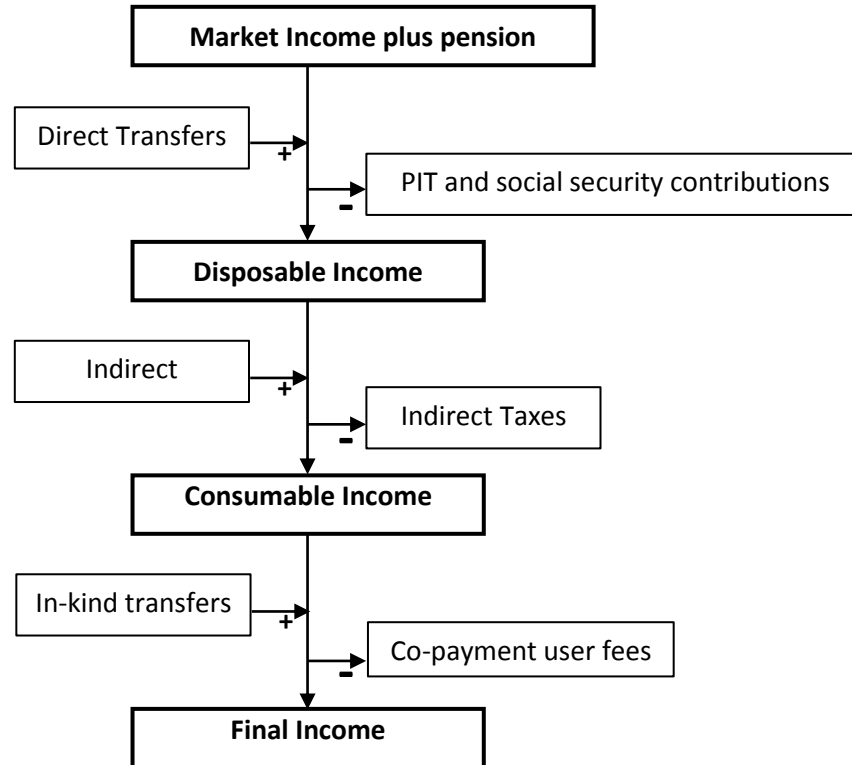 Market Income plus pension
Direct Transfers
+
PIT and social security contributions
-
Disposable Income
Indirect
+
Indirect Taxes
-
Consumable Income
In-kind transfers
+
Co-payment user fees
-
Final Income